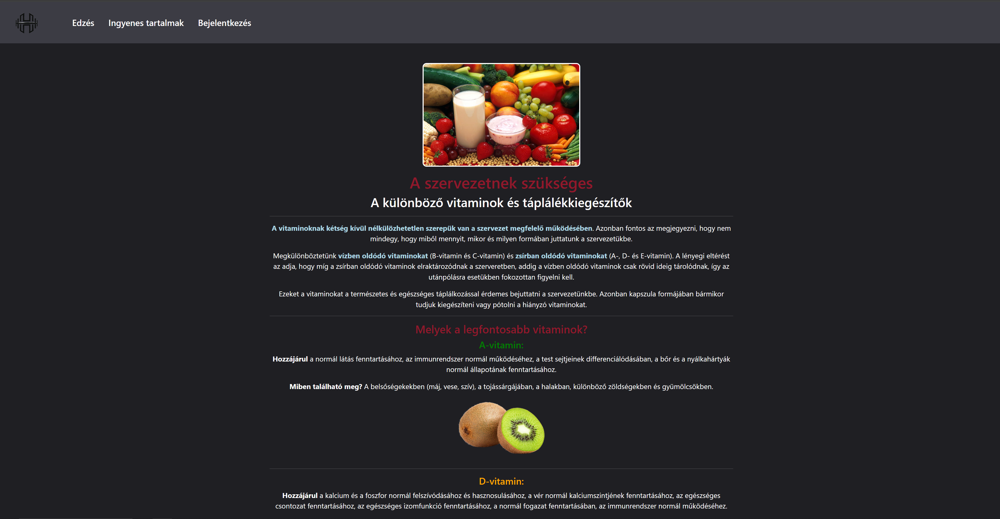 Edzés
Ingyenes tartalmak
Bejelentkezés
A szervezetnek szükséges
A különböző vitaminok és táplálékkiegészítők
A vitaminoknak kétség kívül nélkülözhetetlen szerepük van a szervezet megfelelő működésében. Azonban fontos az megjegyezni, hogy nem
mindegy, hogy miből mennyit, mikor és milyen formában juttatunk a szervezetükbe.
Megkülönböztetünk vízben oldódó vitaminokat (B-vitamin és C-vitamin) és zsírban oldódó vitaminokat (A-, D- és E-vitamin). A lényegi eltérést
az adja, hogy míg a zsírban oldódó vitaminok elraktározódnak a szerveretben, addig a vízben oldódó vitaminok csak rövid ideig tárolódnak, így az
utánpólásra esetükben fokozottan figyelni kell.
Ezeket a vitaminokat a természetes és egészséges táplálkozással érdemes bejuttatni a szervezetünkbe. Azonban kapszula formájában bármikor
tudjuk kiegészíteni vagy pótolni a hiányzó vitaminokat.
Melyek a legfontosabb vitaminok?
A-vitamin:
Hozzájárul a normál látás fenntartásához, az immunrendszer normál működéséhez, a test sejtjeinek differenciálódásában, a bőr és a nyálkahártyák
normál állapotának fenntartásához.
Miben található meg? A belsőségekekben (máj, vese, szív), a tojássárgájában, a halakban, különböző zöldségekben és gyümölcsökben.
D-vitamin:
Hozzájárul a kalcium és a foszfor normál felszívódásához és hasznosulásához, a vér normál kalciumszintjének fenntartásához, az egészséges
csontozat fenntartásához, az egészséges izomfunkció fenntartásához, a normál fogazat fenntartásában, az immunrendszer normál működéséhez.